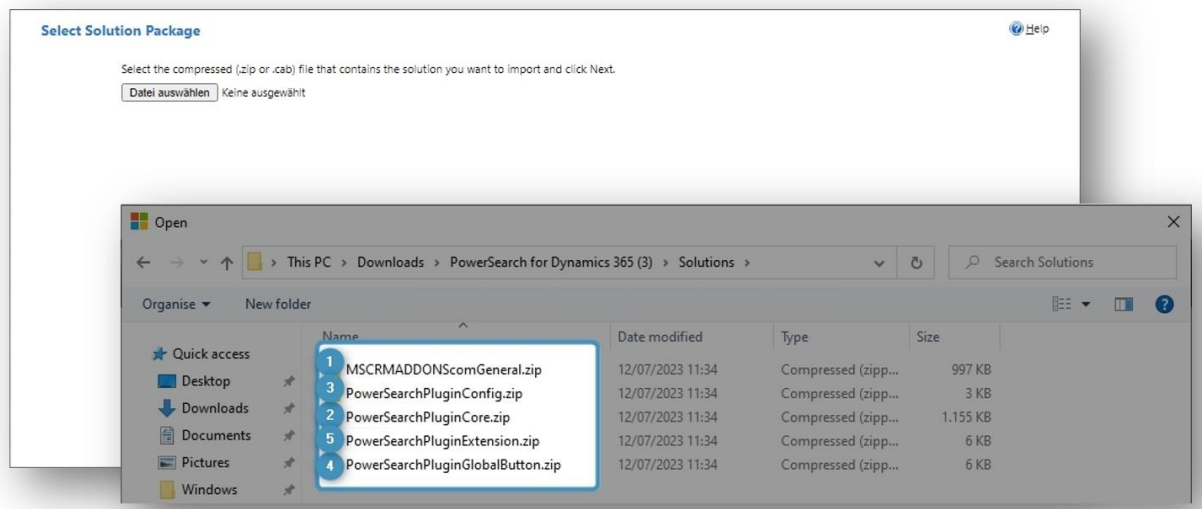 Select Solution Package
Help
Select the compressed (.zip or .cab) file that contains the solution you want to import and click Next.
Datei auswählen Keine ausgewählt
Open
This PC > Downloads > PowerSearch for Dynamics 365 (3) > Solutions >
Search Solutions
Organise New folder
Name Date modified Type Size
Quick access
Desktop
Downloads
Documents
Pictures
Windows
1 MSCRMADDONScomGeneral.zip 12/07/2023 11:34 Compressed (zipp... 997 KB
3 PowerSearchPluginConfig.zip 12/07/2023 11:34 Compressed (zipp... 3 KB
2 PowerSearchPluginCore.zip 12/07/2023 11:34 Compressed (zipp... 1.155 KB
5 PowerSearchPluginExtension.zip 12/07/2023 11:34 Compressed (zipp... 6 KB
4 PowerSearchPluginGlobalButton.zip 12/07/2023 11:34 Compressed (zipp... 6 KB